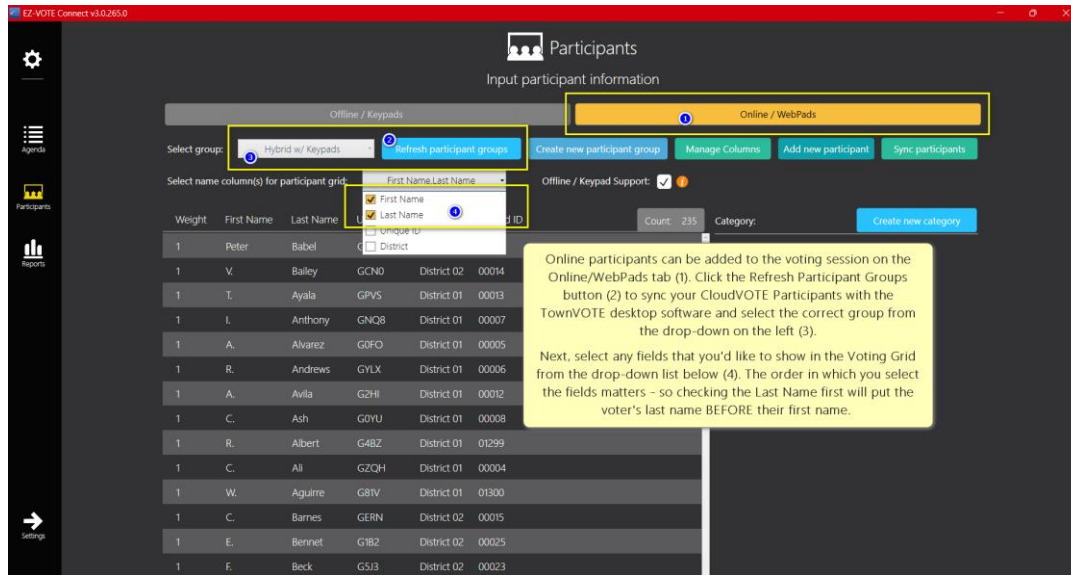 EZ-VOTE Connect v3.0.265.0
Participants
Input participant information
Offline / Keypads
1 Online / WebPads
Select group: 3 Hybrid w/ Keypads 2 Refresh participant groups Create new participant group Manage Columns Add new participant Sync participants
Select name column(s) for participant grid: First Name,Last Name Offline / Keypad Support:
First Name
Last Name 4
Unique ID
District
Agenda
Participants
Reports
Settings
Weight First Name Last Name ID Count 235 Category: Create new category
1 Peter Babel
1 V. Bailey GCN0 District 02 00014
1 T. Ayala GPVS District 01 00013
1 I. Anthony GNQ8 District 01 00007
1 A. Alvarez G0FO District 01 00005
1 R. Andrews GYLX District 01 00006
1 A. Avila G2HI District 01 00012
1 C. Ash G0YU District 01 00008
1 R. Albert G4BZ District 01 01299
1 C. Ali GZQH District 01 00004
1 W. Aguirre G81V District 01 01300
1 C. Barnes GERN District 02 00015
1 E. Bennet G1B2 District 02 00025
1 F. Beck G5J3 District 02 00023
Online participants can be added to the voting session on the
Online/WebPads tab (1). Click the Refresh Participant Groups
button (2) to sync your CloudVOTE Participants with the
TownVOTE desktop software and select the correct group from
the drop-down on the left (3).
Next, select any fields that you'd like to show in the Voting Grid
from the drop-down list below (4). The order in which you select
the fields matters - so checking the Last Name first will put the
voter's last name BEFORE their first name.